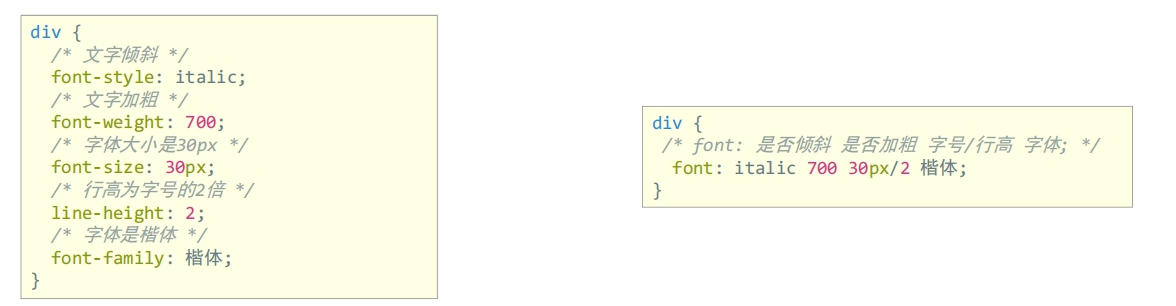 div {
  /* 文字倾斜 */
  font-style: italic;
  /* 文字加粗 */
  font-weight: 700;
  /* 字体大小是30px */
  font-size: 30px;
  /* 行高为字号的2倍 */
  line-height: 2;
  /* 字体是楷体 */
  font-family: 楷体;
}
div {
 /* font: 是否倾斜 是否加粗 字号/行高 字体; */
  font: italic 700 30px/2 楷体;
}